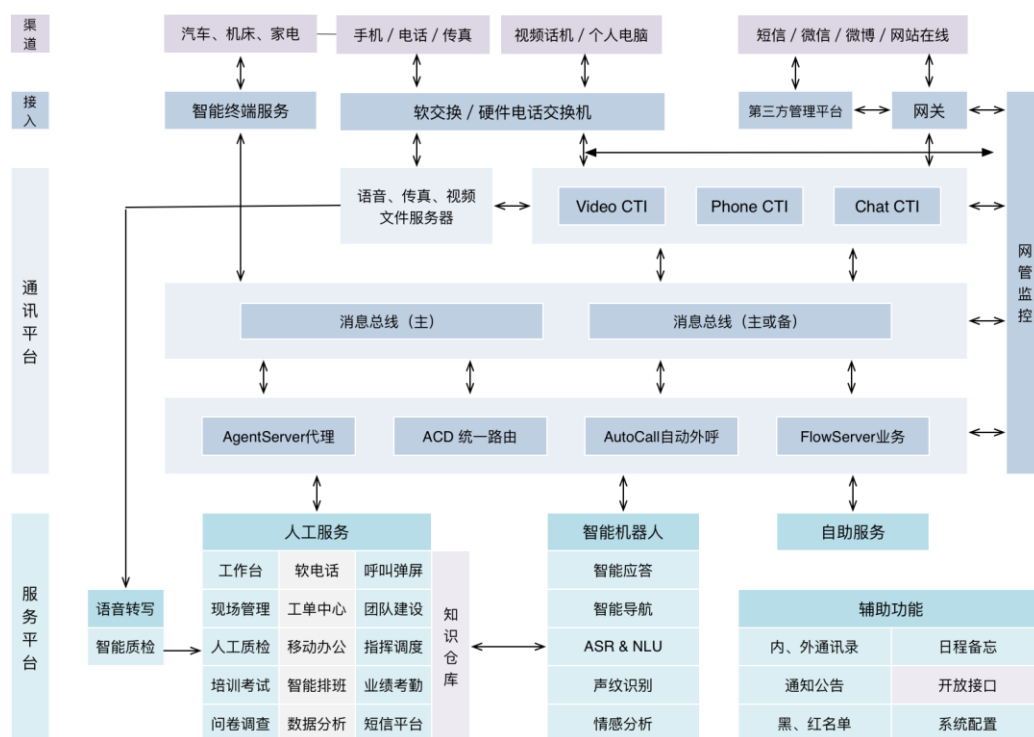 渠道
汽车、机床、家电
手机 / 电话 / 传真
视频话机 / 个人电脑
短信 / 微信 / 微博 / 网站在线
接入
智能终端服务
软交换 / 硬件电话交换机
第三方管理平台
网关
通讯平台
语音、传真、视频
文件服务器
Video CTI
Phone CTI
Chat CTI
网管监控
消息总线（主）
消息总线（主或备）
AgentServer代理
ACD 统一路由
AutoCall自动外呼
FlowServer业务
服务平台
语音转写
智能质检
人工服务
工作台
软电话
呼叫弹屏
现场管理
工单中心
团队建设
人工质检
移动办公
指挥调度
培训考试
智能排班
业绩考勤
问卷调查
数据分析
短信平台
知识仓库
智能机器人
智能应答
智能导航
ASR & NLU
声纹识别
情感分析
自助服务
辅助功能
内、外通讯录
日程备忘
通知公告
开放接口
黑、红名单
系统配置